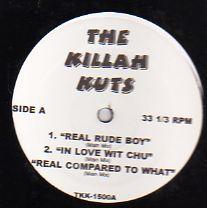 THE
KILLAH
KUTS
SIDE A 33 1/3 RPM
1. "REAL RUDE BOY"
(Main Mix)
2. "IN LOVE WIT CHU"
(Main Mix)
"REAL COMPARED TO WHAT"
(Main Mix)
TKK-1500A